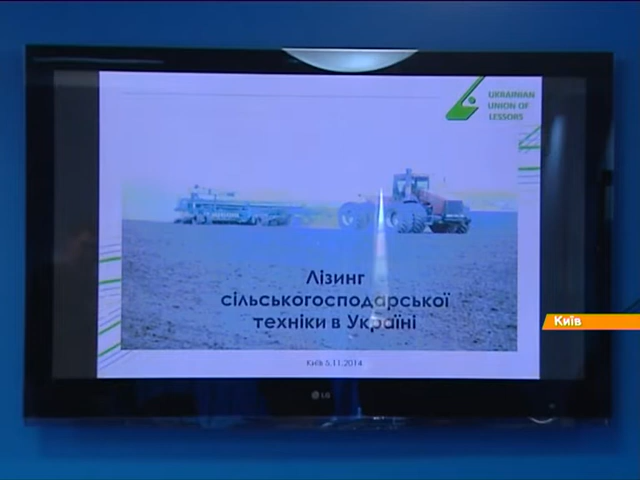 UKRAINIAN
UNION OF
LESSORS
Лізинг
сільськогосподарської
техніки в Україні
Київ 5.11.2014
Київ
LG